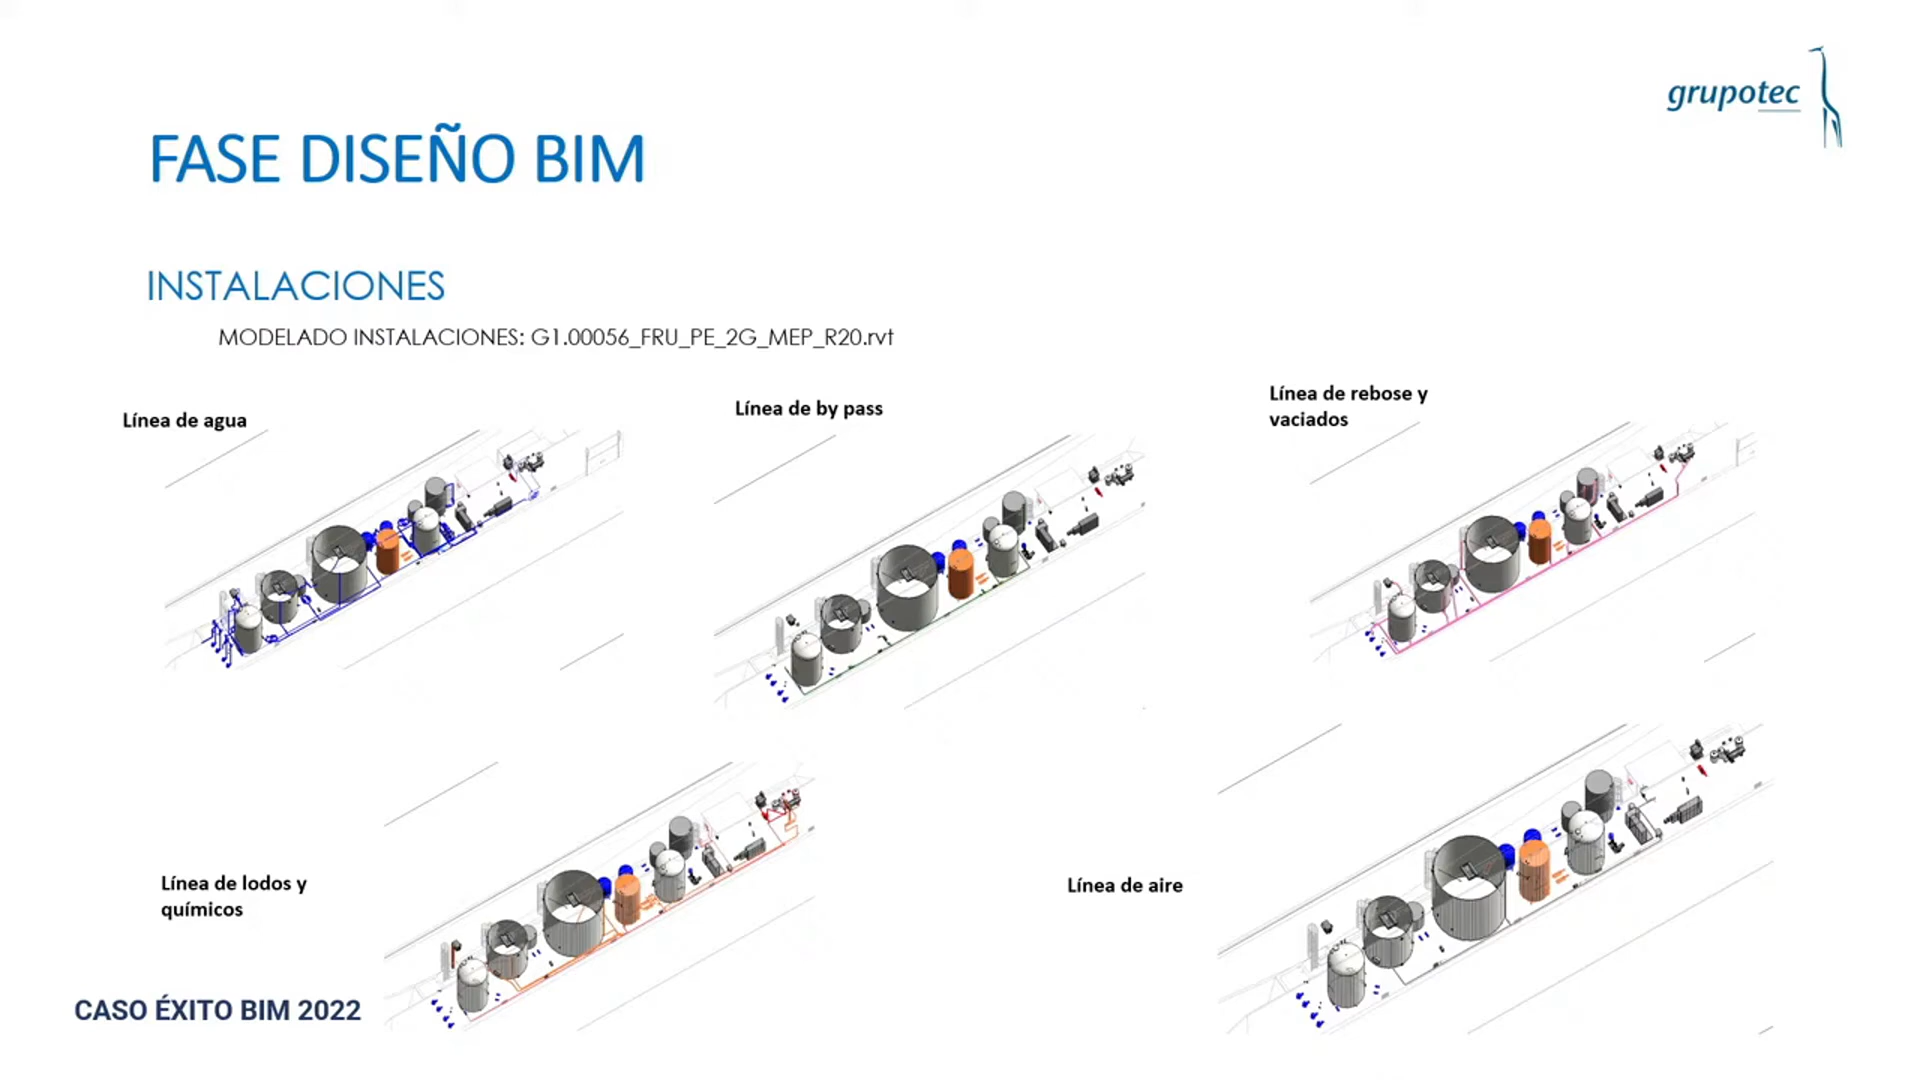 grupotec
FASE DISEÑO BIM
INSTALACIONES
MODELADO INSTALACIONES: G1.00056_FRU_PE_2G_MEP_R20.rvt
Línea de agua
Línea de by pass
Línea de rebose y
vaciados
Línea de lodos y
químicos
Línea de aire
CASO ÉXITO BIM 2022